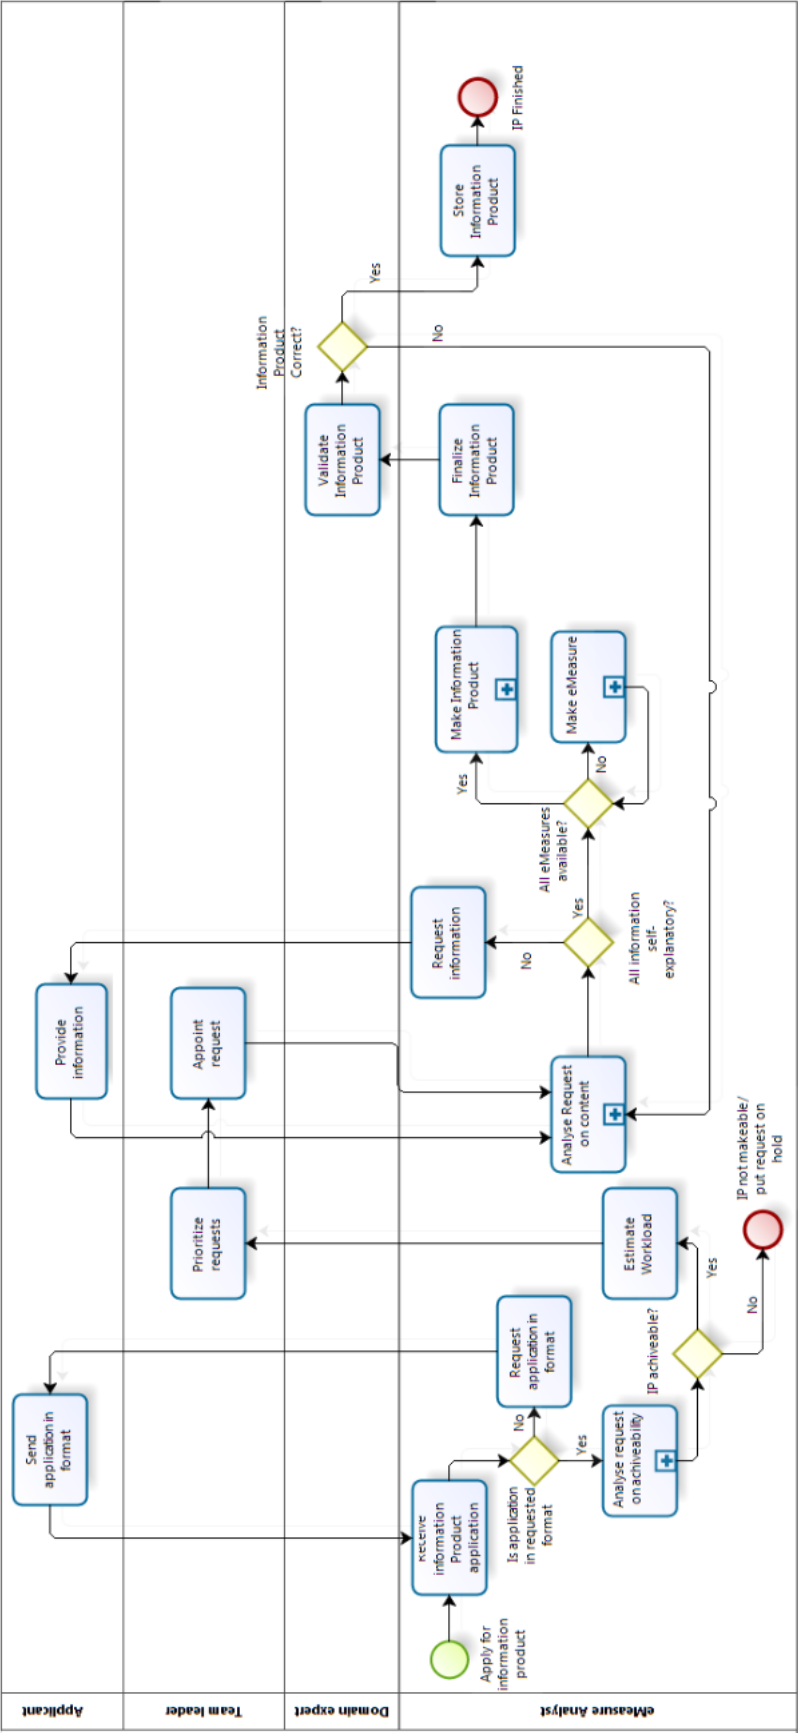 Applicant
Team leader
Domain expert
eMeasure Analyst
Apply for
information
product
Receive
information
Product
application
Is application
in requested
format
No
Yes
Send
application in
format
Request
application in
format
Analyse request
on achiveability
IP achiveable?
Yes
No
IP not makeable/
put request on
hold
Estimate
Workload
Prioritize
requests
Appoint
request
Provide
information
Analyse Request
on content
All information
self-
explanatory?
No
Yes
Request
information
All eMeasures
available?
Yes
No
Make Information
Product
Make eMeasure
Finalize
Information
Product
Validate
Information
Product
Information
Product
Correct?
Yes
No
Store
Information
Product
IP Finished